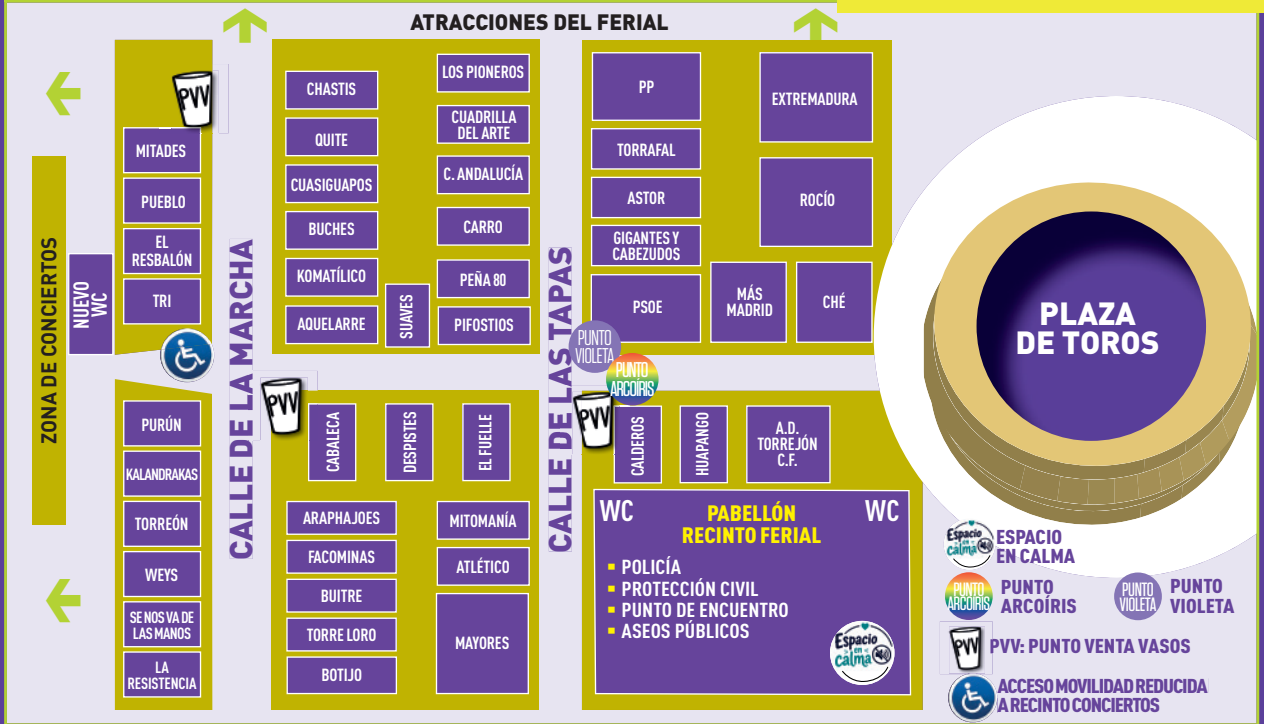 ATRACCIONES DEL FERIAL
ZONA DE CONCIERTOS
NUEVO
WC
PVV
MITADES
PUEBLO
EL
RESBALÓN
TRI
PURÚN
KALANDRAKAS
TORREÓN
WEYS
SE NOS VA DE
LAS MANOS
LA
RESISTENCIA
CALLE DE LA MARCHA
CHASTIS
QUITE
CUASIGUAPOS
BUCHES
KOMATÍLICO
AQUELARRE
SUAVES
LOS PIONEROS
CUADRILLA
DEL ARTE
C. ANDALUCÍA
CARRO
PEÑA 80
PIFOSTIOS
PVV
CABALECA
DESPISTES
EL FUELLE
ARAPHAJOES
FACOMINAS
BUITRE
TORRE LORO
BOTIJO
MITOMANÍA
ATLÉTICO
MAYORES
CALLE DE LAS TAPAS
PP
TORRAFAL
ASTOR
GIGANTES Y
CABEZUDOS
PSOE
EXTREMADURA
ROCÍO
MÁS
MADRID
CHÉ
PUNTO
VIOLETA
PUNTO
ARCOÍRIS
PVV
CALDEROS
HUAPANGO
A.D.
TORREJÓN
C.F.
WC
PABELLÓN
RECINTO FERIAL
WC
POLICÍA
PROTECCIÓN CIVIL
PUNTO DE ENCUENTRO
ASEOS PÚBLICOS
Espacio
en
calma
PLAZA
DE TOROS
Espacio
en
calma
ESPACIO
EN CALMA
PUNTO
ARCOÍRIS
PUNTO
ARCOÍRIS
PUNTO
VIOLETA
PUNTO
VIOLETA
PVV
PVV: PUNTO VENTA VASOS
ACCESO MOVILIDAD REDUCIDA
A RECINTO CONCIERTOS